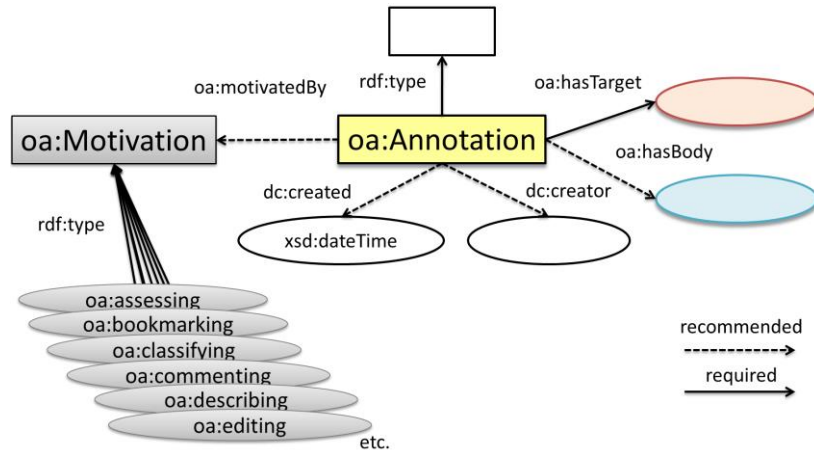 rdf:type
oa:motivatedBy
oa:hasTarget
oa:Motivation
oa:Annotation
oa:hasBody
dc:created
dc:creator
rdf:type
xsd:dateTime
oa:assessing
oa:bookmarking
oa:classifying
oa:commenting
oa:describing
oa:editing
etc.
recommended
required